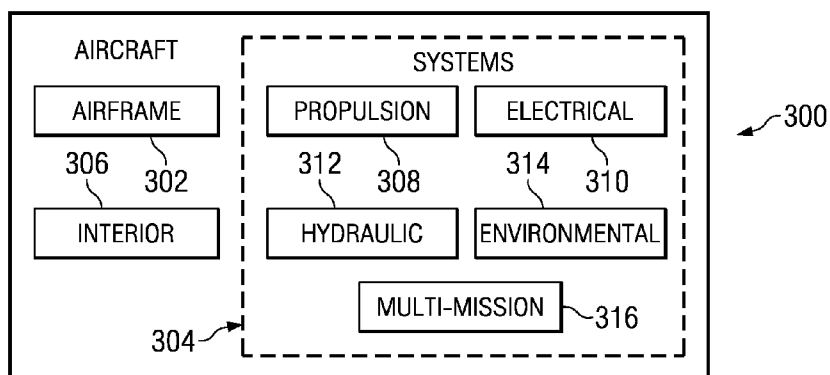 AIRCRAFT
SYSTEMS
AIRFRAME
PROPULSION
ELECTRICAL
300
306
302
312
308
314
310
INTERIOR
HYDRAULIC
ENVIRONMENTAL
MULTI-MISSION
316
304